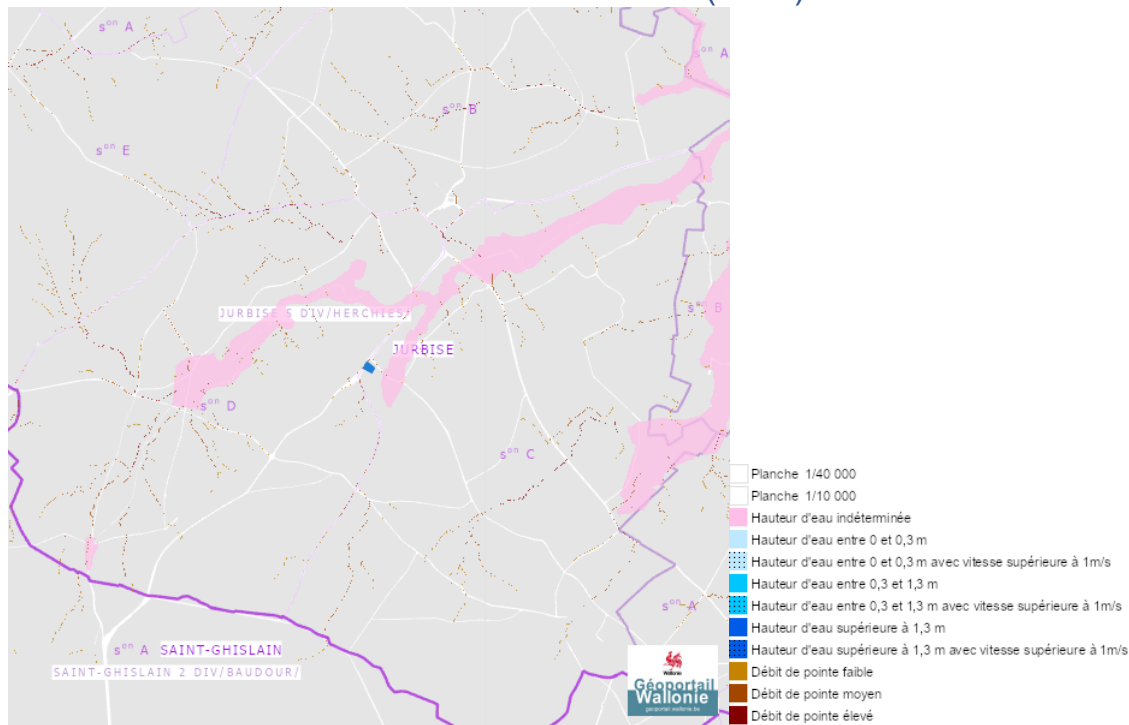 sᵒⁿ A
sᵒⁿ A
sᵒⁿ B
sᵒⁿ E
sᵒⁿ B
JURBISE 5 DIV/HERCHIES/
JURBISE
sᵒⁿ D
sᵒⁿ C
sᵒⁿ A
sᵒⁿ A SAINT-GHISLAIN
SAINT-GHISLAIN 2 DIV/BAUDOUR/
Wallonie
Géoportail
Wallonie
geoportail.wallonie.be
Planche 1/40 000
Planche 1/10 000
Hauteur d'eau indéterminée
Hauteur d'eau entre 0 et 0,3 m
Hauteur d'eau entre 0 et 0,3 m avec vitesse supérieure à 1m/s
Hauteur d'eau entre 0,3 et 1,3 m
Hauteur d'eau entre 0,3 et 1,3 m avec vitesse supérieure à 1m/s
Hauteur d'eau supérieure à 1,3 m
Hauteur d'eau supérieure à 1,3 m avec vitesse supérieure à 1m/s
Débit de pointe faible
Débit de pointe moyen
Débit de pointe élevé